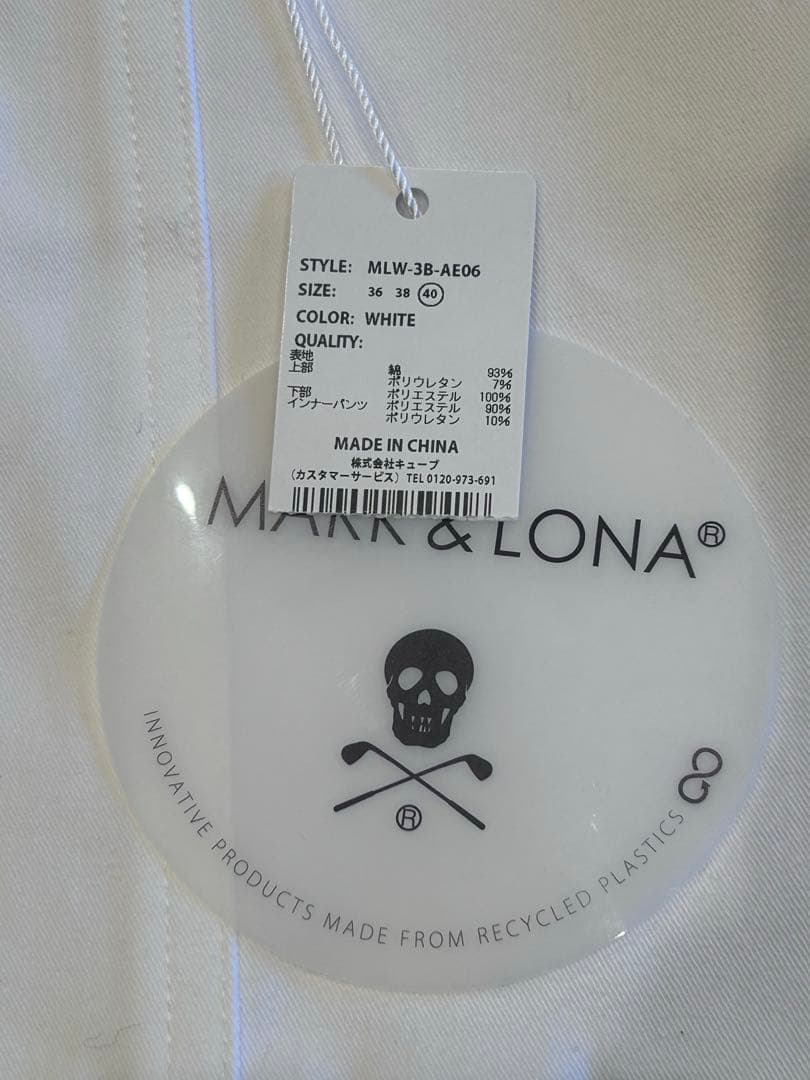 STYLE: MLW-3B-AE06
SIZE: 36 38 40
COLOR: WHITE
QUALITY:
表地
上部 綿 93%
ポリウレタン 7%
下部 ポリエステル 100%
インナーパンツ ポリエステル 90%
ポリウレタン 10%
MADE IN CHINA
株式会社キューブ
(カスタマーサービス) TEL 0120-973-691
MARK & LONA®
®
INNOVATIVE PRODUCTS MADE FROM RECYCLED PLASTICS